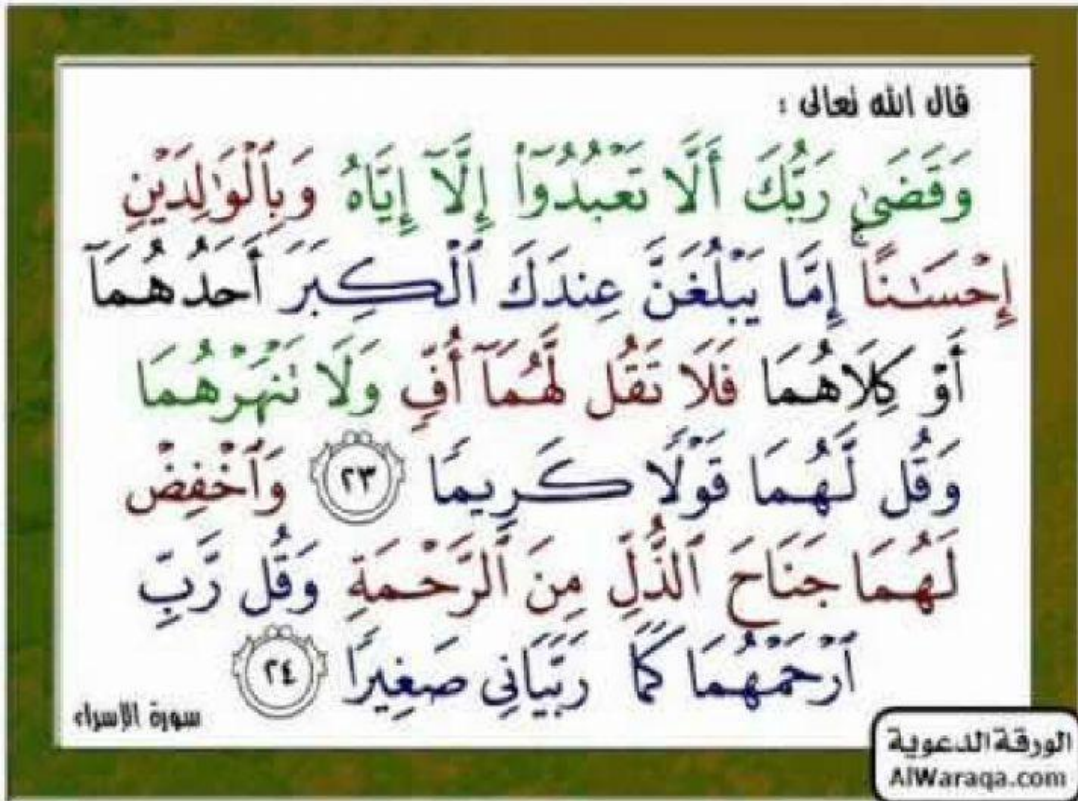 قال الله تعالى :
وَقَضَىٰ رَبُّكَ أَلَّا تَعْبُدُوٓا۟ إِلَّآ إِيَّاهُ وَبِٱلْوَٰلِدَيْنِ
إِحْسَٰنًا ۚ إِمَّا يَبْلُغَنَّ عِندَكَ ٱلْكِبَرَ أَحَدُهُمَآ
أَوْ كِلَاهُمَا فَلَا تَقُل لَّهُمَآ أُفٍّ وَلَا تَنْهَرْهُمَا
وَقُل لَّهُمَا قَوْلًا كَرِيمًا ٢٣ وَٱخْفِضْ
لَهُمَا جَنَاحَ ٱلذُّلِّ مِنَ ٱلرَّحْمَةِ وَقُل رَّبِّ
ٱرْحَمْهُمَا كَمَا رَبَّيَانِى صَغِيرًا ٢٤
سورة الإسراء
الورقة الدعوية
AlWaraqa.com